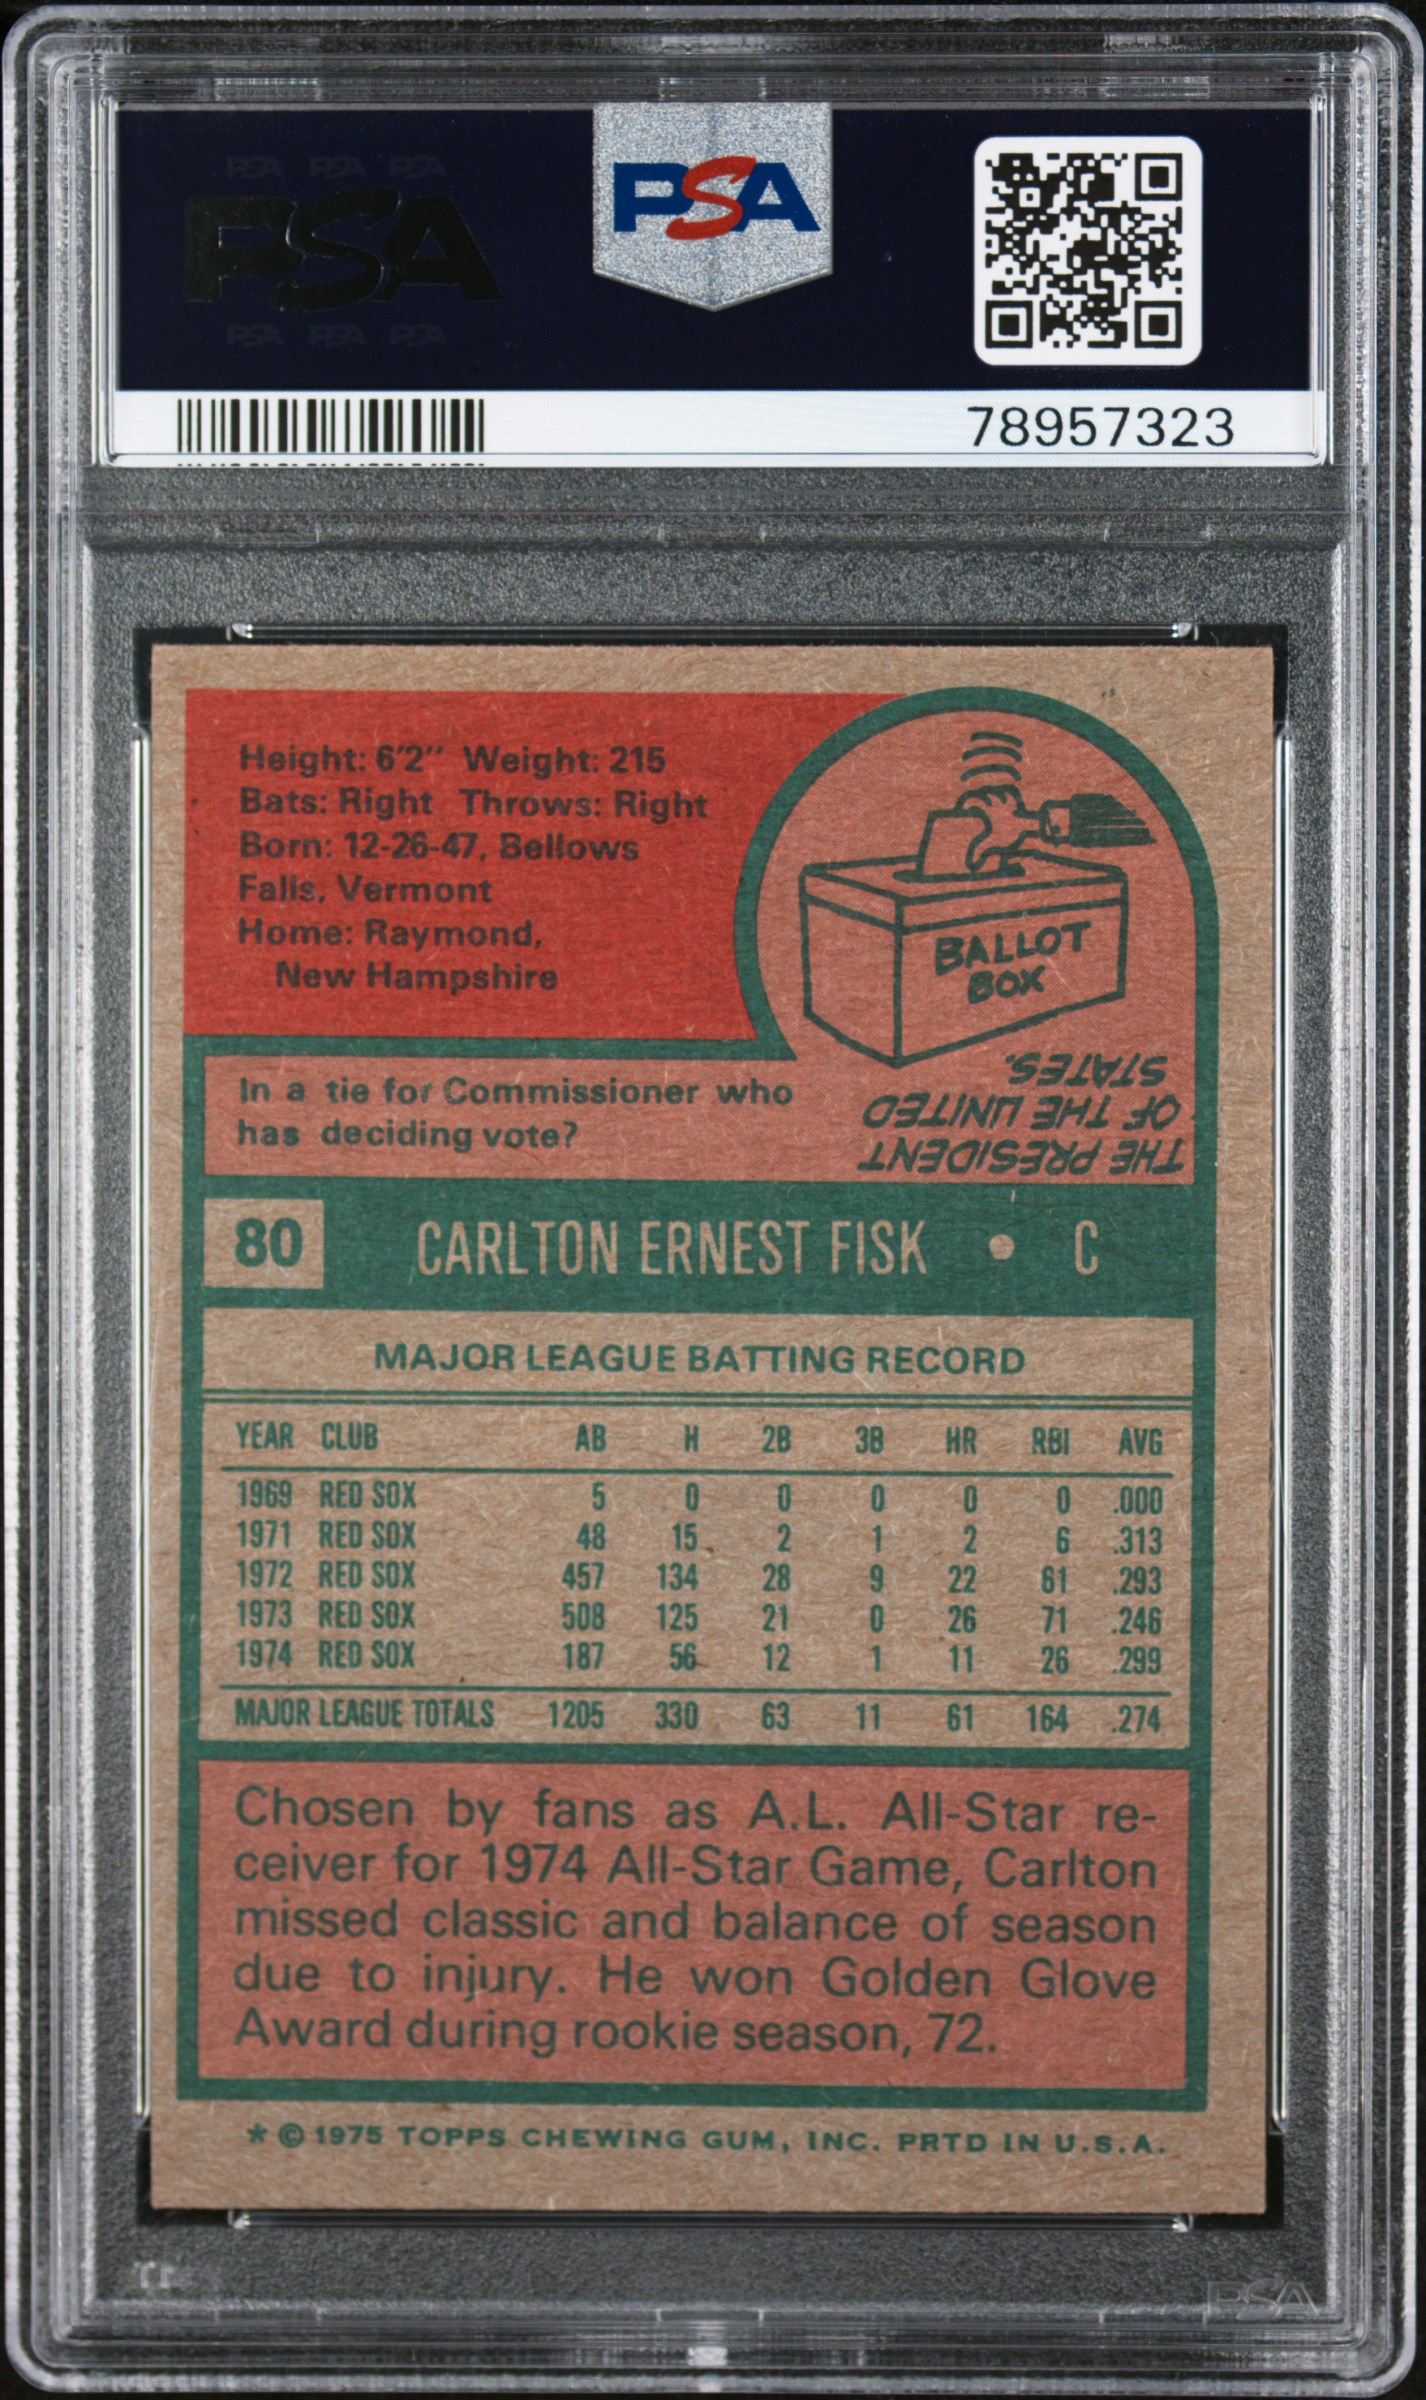 PSA PSA PSA
PSA
PSA PSA PSA
PSA
78957323
Height: 6'2" Weight: 215
Bats: Right Throws: Right
Born: 12-26-47, Bellows
Falls, Vermont
Home: Raymond,
New Hampshire
BALLOT
BOX
In a tie for Commissioner who
has deciding vote?
THE PRESIDENT
OF THE UNITED
STATES.
80 CARLTON ERNEST FISK • C
MAJOR LEAGUE BATTING RECORD
YEAR CLUB AB H 2B 3B HR RBI AVG
1969 RED SOX 5 0 0 0 0 0 .000
1971 RED SOX 48 15 2 1 2 6 .313
1972 RED SOX 457 134 28 9 22 61 .293
1973 RED SOX 508 125 21 0 26 71 .246
1974 RED SOX 187 56 12 1 11 26 .299
MAJOR LEAGUE TOTALS 1205 330 63 11 61 164 .274
Chosen by fans as A.L. All-Star re-
ceiver for 1974 All-Star Game, Carlton
missed classic and balance of season
due to injury. He won Golden Glove
Award during rookie season, 72.
* © 1975 TOPPS CHEWING GUM, INC. PRTD IN U.S.A.
PSA